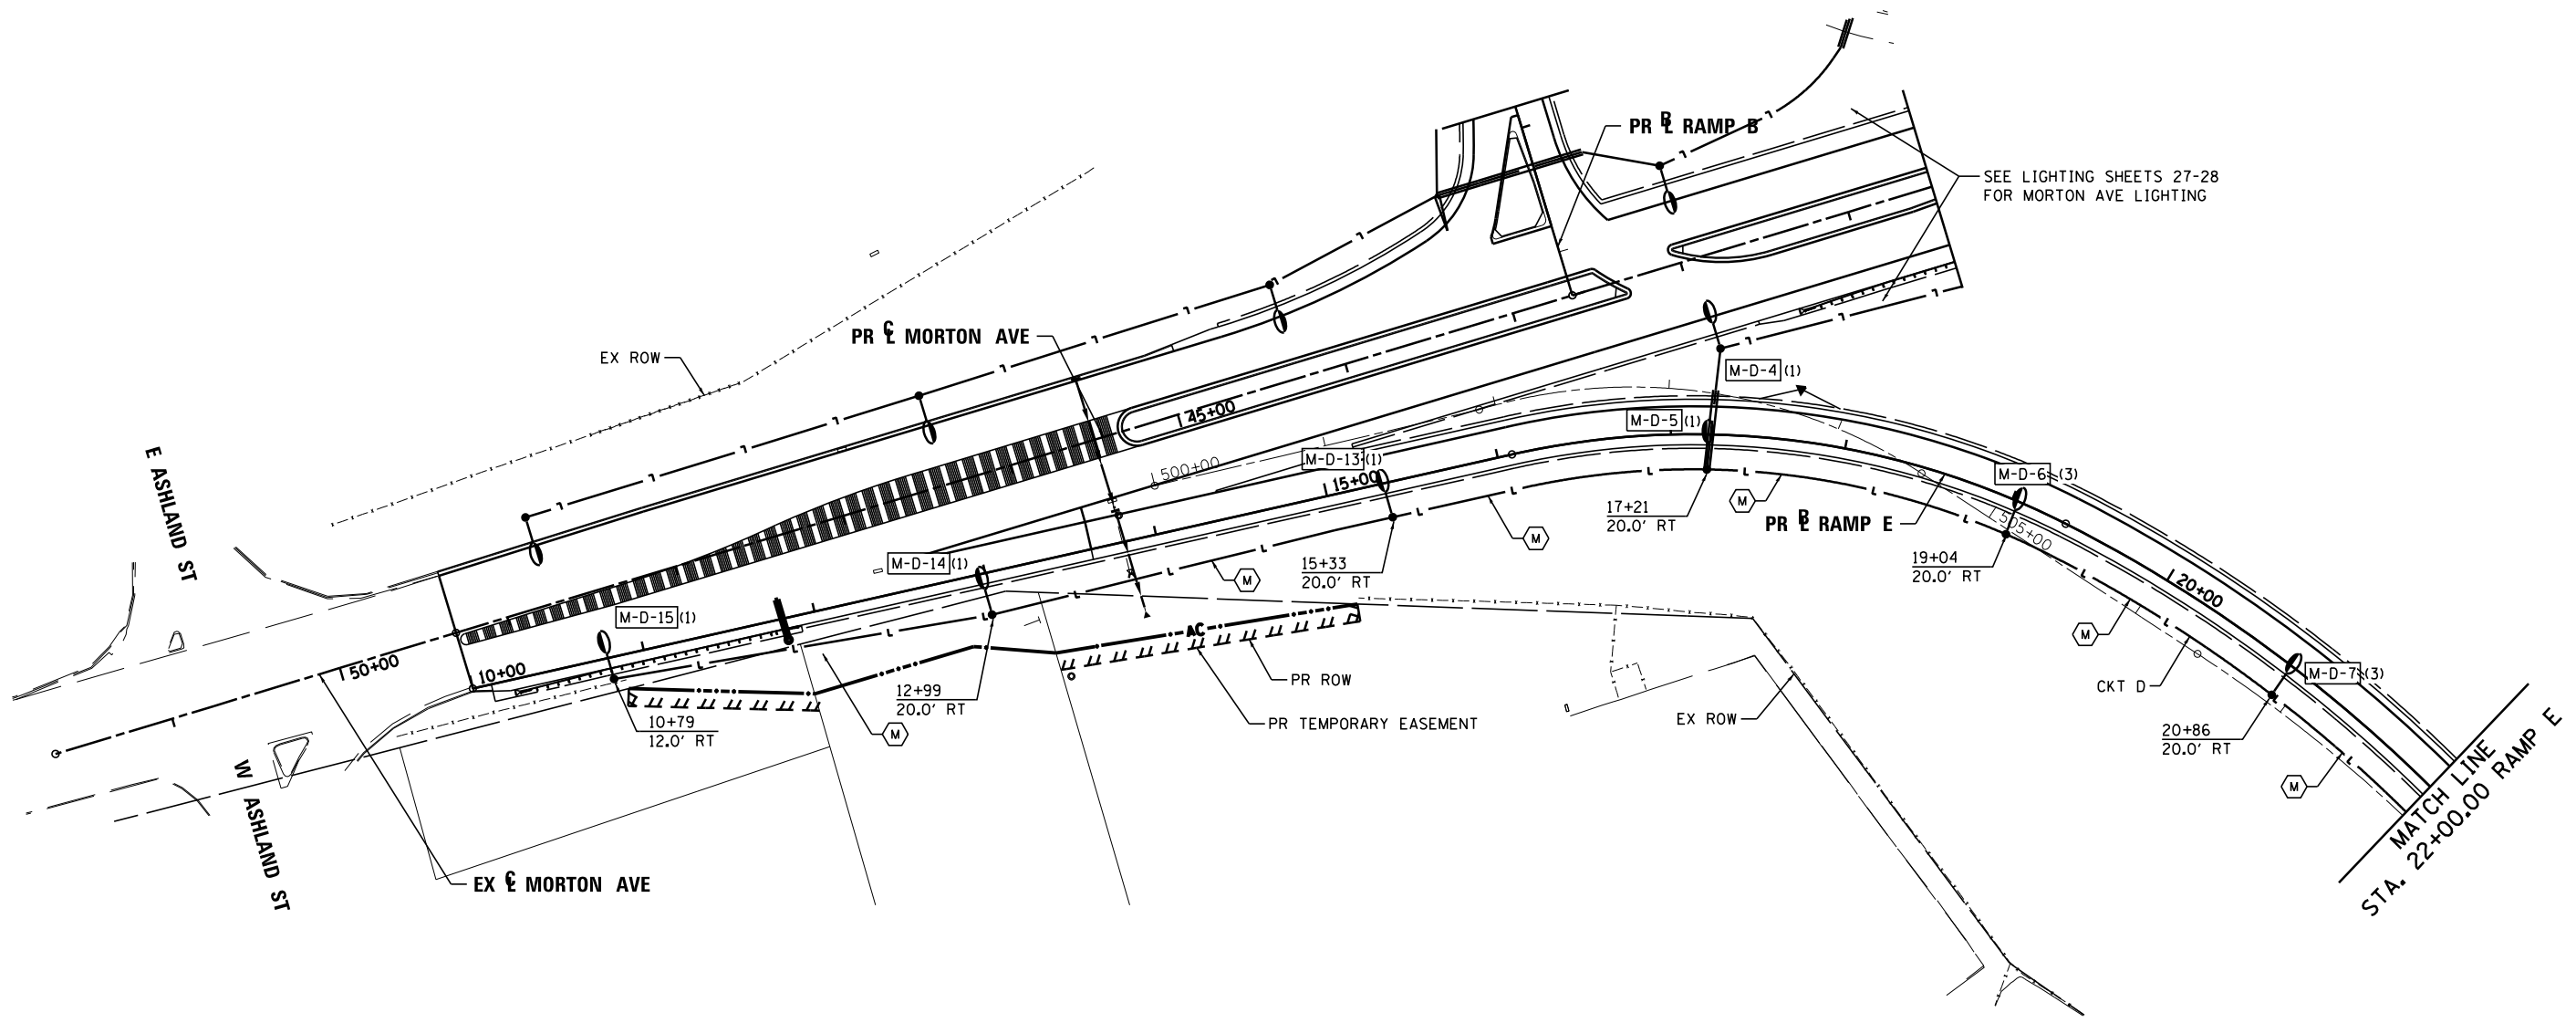 PR ℄ RAMP B
SEE LIGHTING SHEETS 27-28
FOR MORTON AVE LIGHTING
PR ℄ MORTON AVE
EX ROW
M-D-4 (1)
45+00
M-D-5 (1)
500+00
M-D-13 (1)
15+00
M-D-6 (3)
E ASHLAND ST
17+21
20.0' RT
M
PR ℄ RAMP E
505+00
M
M-D-14 (1)
15+33
20.0' RT
M
19+04
20.0' RT
20+00
M-D-15 (1)
AC
M
50+00
10+00
PR ROW
CKT D
M-D-7 (3)
12+99
20.0' RT
10+79
12.0' RT
M
PR TEMPORARY EASEMENT
EX ROW
20+86
20.0' RT
M
W ASHLAND ST
EX ℄ MORTON AVE
MATCH LINE
STA. 22+00.00 RAMP E